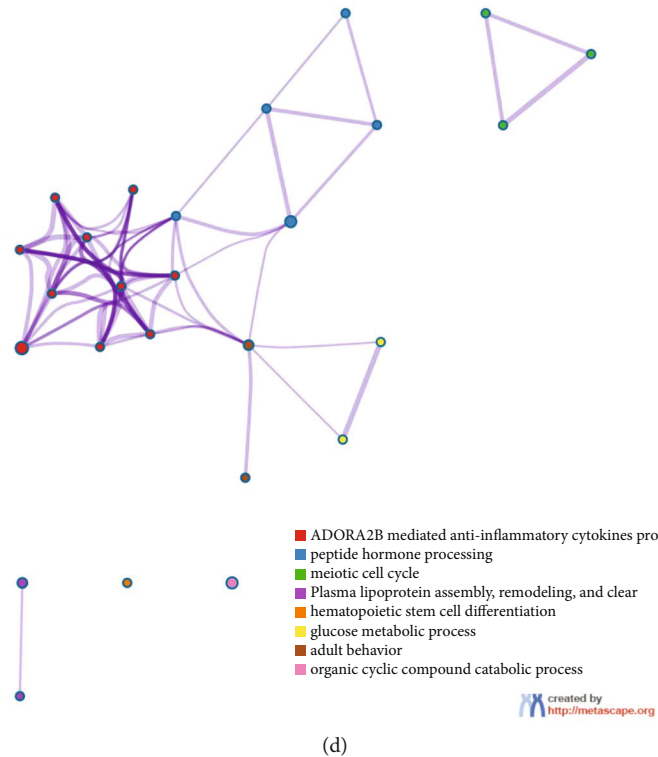 ADORA2B mediated anti-inflammatory cytokines pro
peptide hormone processing
meiotic cell cycle
Plasma lipoprotein assembly, remodeling, and clear
hematopoietic stem cell differentiation
glucose metabolic process
adult behavior
organic cyclic compound catabolic process
created by
http://metascape.org
(d)